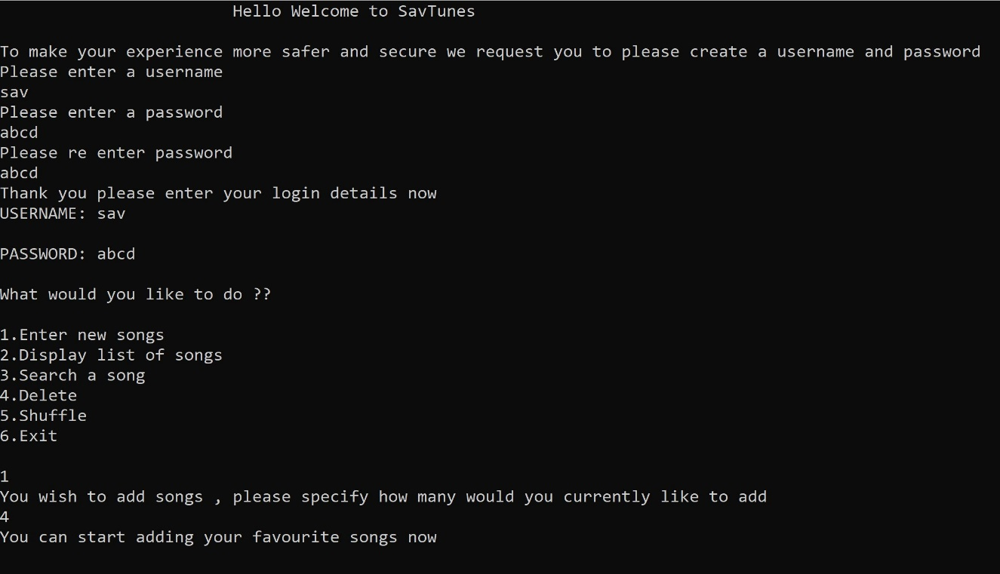 Hello Welcome to SavTunes
To make your experience more safer and secure we request you to please create a username and password
Please enter a username
sav
Please enter a password
abcd
Please re enter password
abcd
Thank you please enter your login details now
USERNAME: sav
PASSWORD: abcd
What would you like to do ??
1.Enter new songs
2.Display list of songs
3.Search a song
4.Delete
5.Shuffle
6.Exit
1
You wish to add songs , please specify how many would you currently like to add
4
You can start adding your favourite songs now